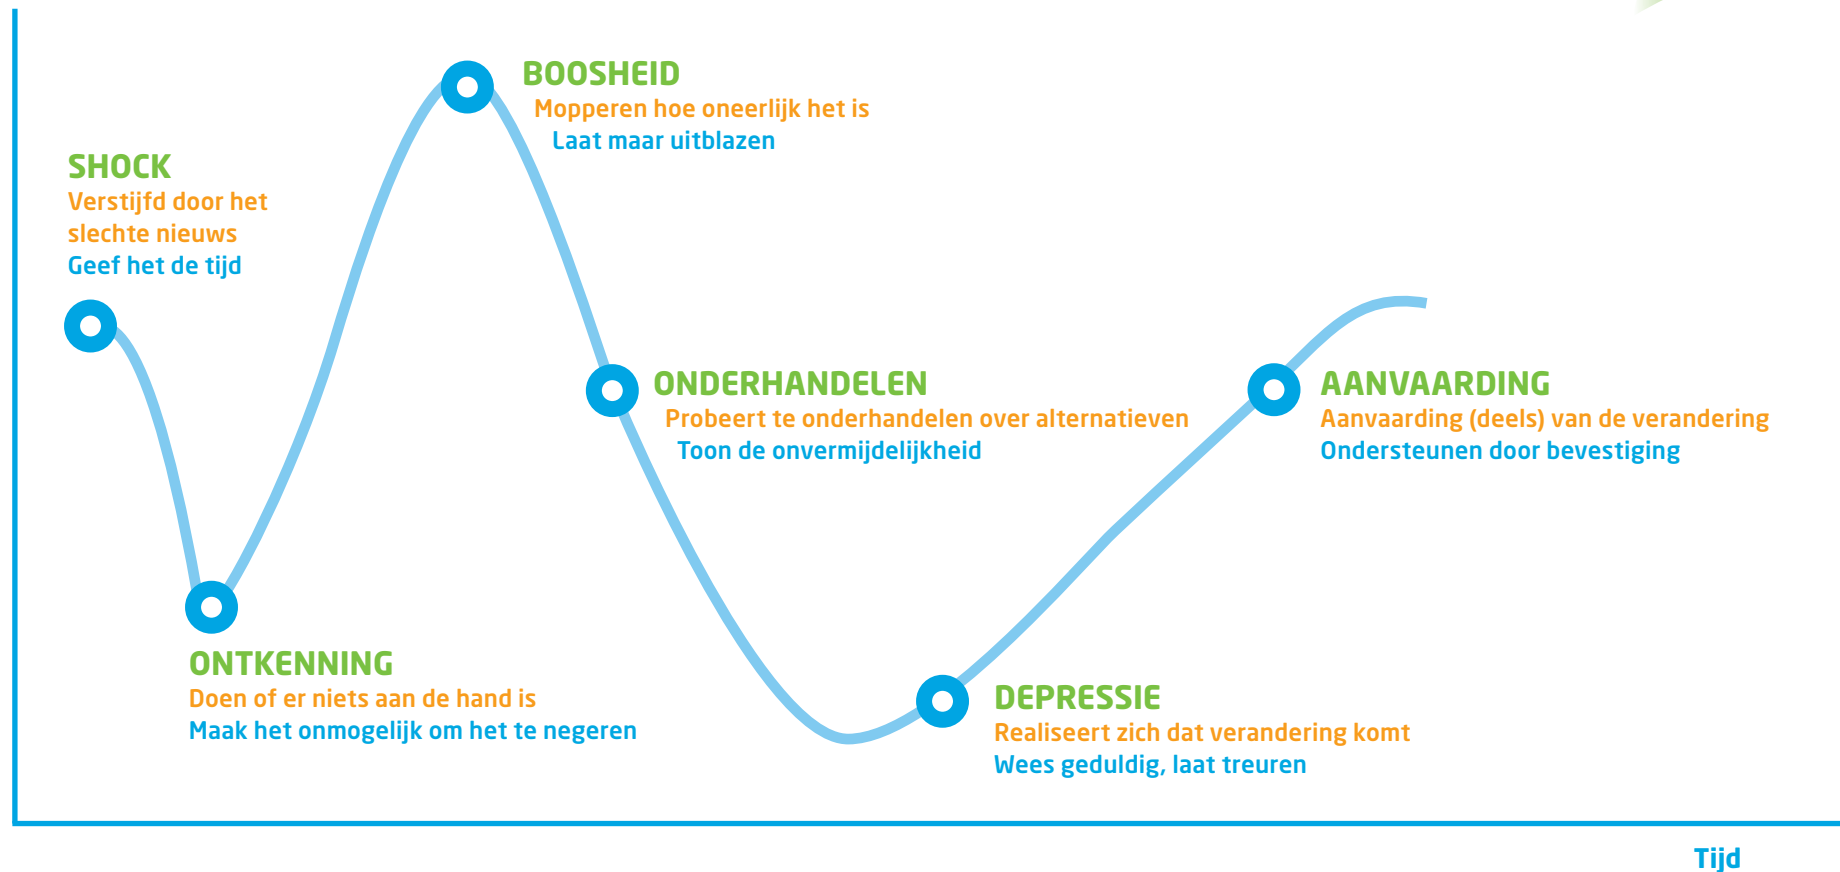 SHOCK
Verstijfd door het
slechte nieuws
Geef het de tijd
ONTKENNING
Doen of er niets aan de hand is
Maak het onmogelijk om het te negeren
BOOSHEID
Mopperen hoe oneerlijk het is
Laat maar uitblazen
ONDERHANDELEN
Probeert te onderhandelen over alternatieven
Toon de onvermijdelijkheid
DEPRESSIE
Realiseert zich dat verandering komt
Wees geduldig, laat treuren
AANVAARDING
Aanvaarding (deels) van de verandering
Ondersteunen door bevestiging
Tijd